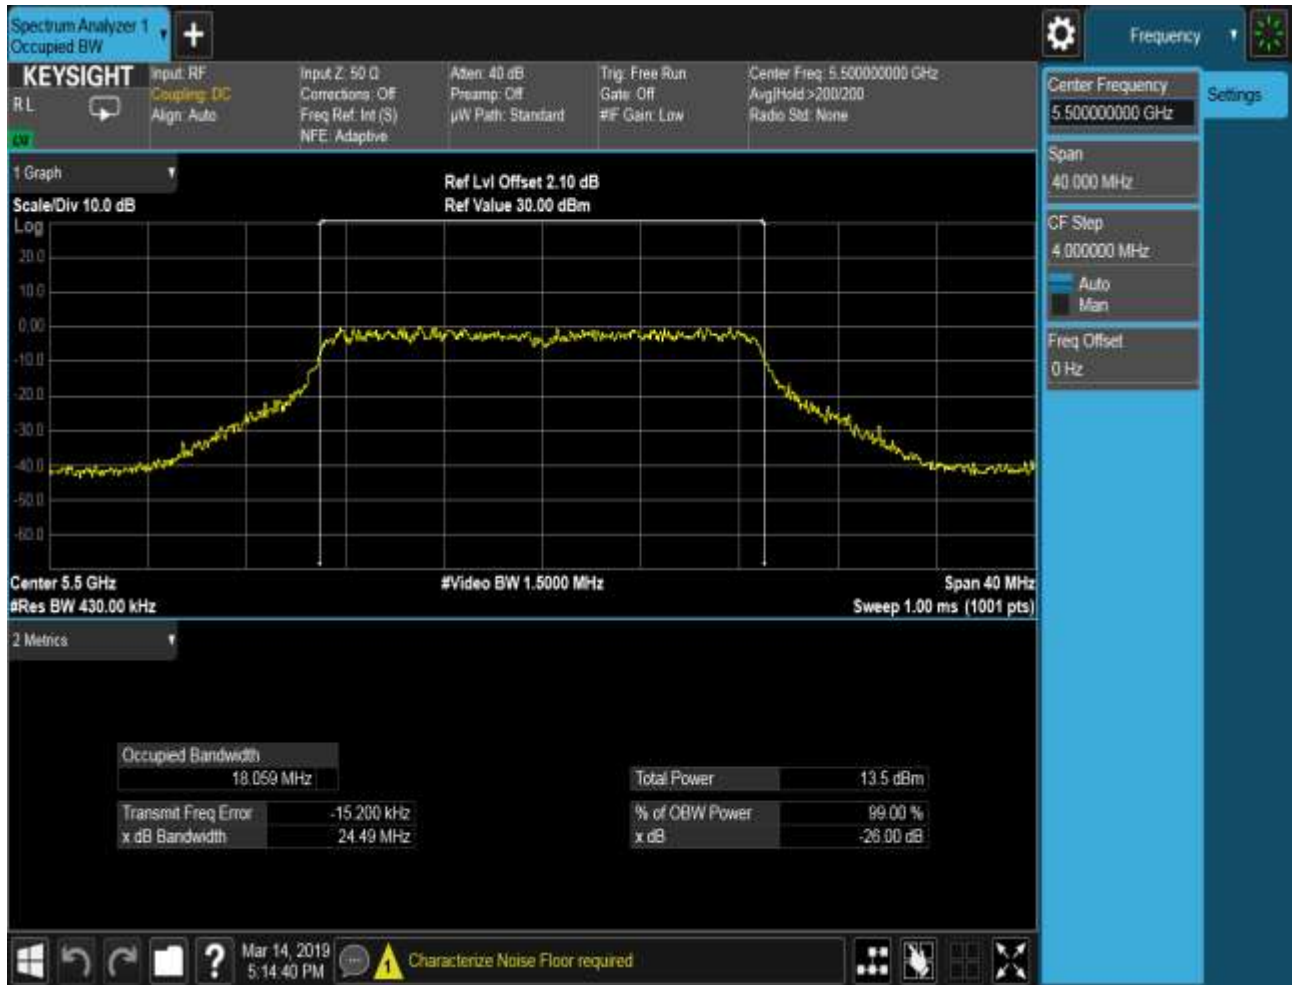 Spectrum Analyzer 1
Occupied BW
Frequency
KEYSIGHT
R L
Input: RF
Coupling: DC
Align: Auto
Input Z: 50 Ω
Corrections: Off
Freq Ref: Int (S)
NFE: Adaptive
Atten: 40 dB
Preamp: Off
µW Path: Standard
Trig: Free Run
Gate: Off
#IF Gain: Low
Center Freq: 5.500000000 GHz
Avg|Hold:>200/200
Radio Std: None
Center Frequency
5.500000000 GHz
Settings
Span
40.000 MHz
CF Step
4.000000 MHz
Auto
Man
Freq Offset
0 Hz
1 Graph
Scale/Div 10.0 dB
Ref Lvl Offset 2.10 dB
Ref Value 30.00 dBm
Log
20.0
10.0
0.00
-10.0
-20.0
-30.0
-40.0
-50.0
-60.0
Center 5.5 GHz
#Video BW 1.5000 MHz
Span 40 MHz
#Res BW 430.00 kHz
Sweep 1.00 ms (1001 pts)
2 Metrics
Occupied Bandwidth
18.059 MHz
Total Power 13.5 dBm
Transmit Freq Error -15.200 kHz
% of OBW Power 99.00 %
x dB Bandwidth 24.49 MHz
x dB -26.00 dB
Mar 14, 2019
5:14:40 PM
1
Characterize Noise Floor required